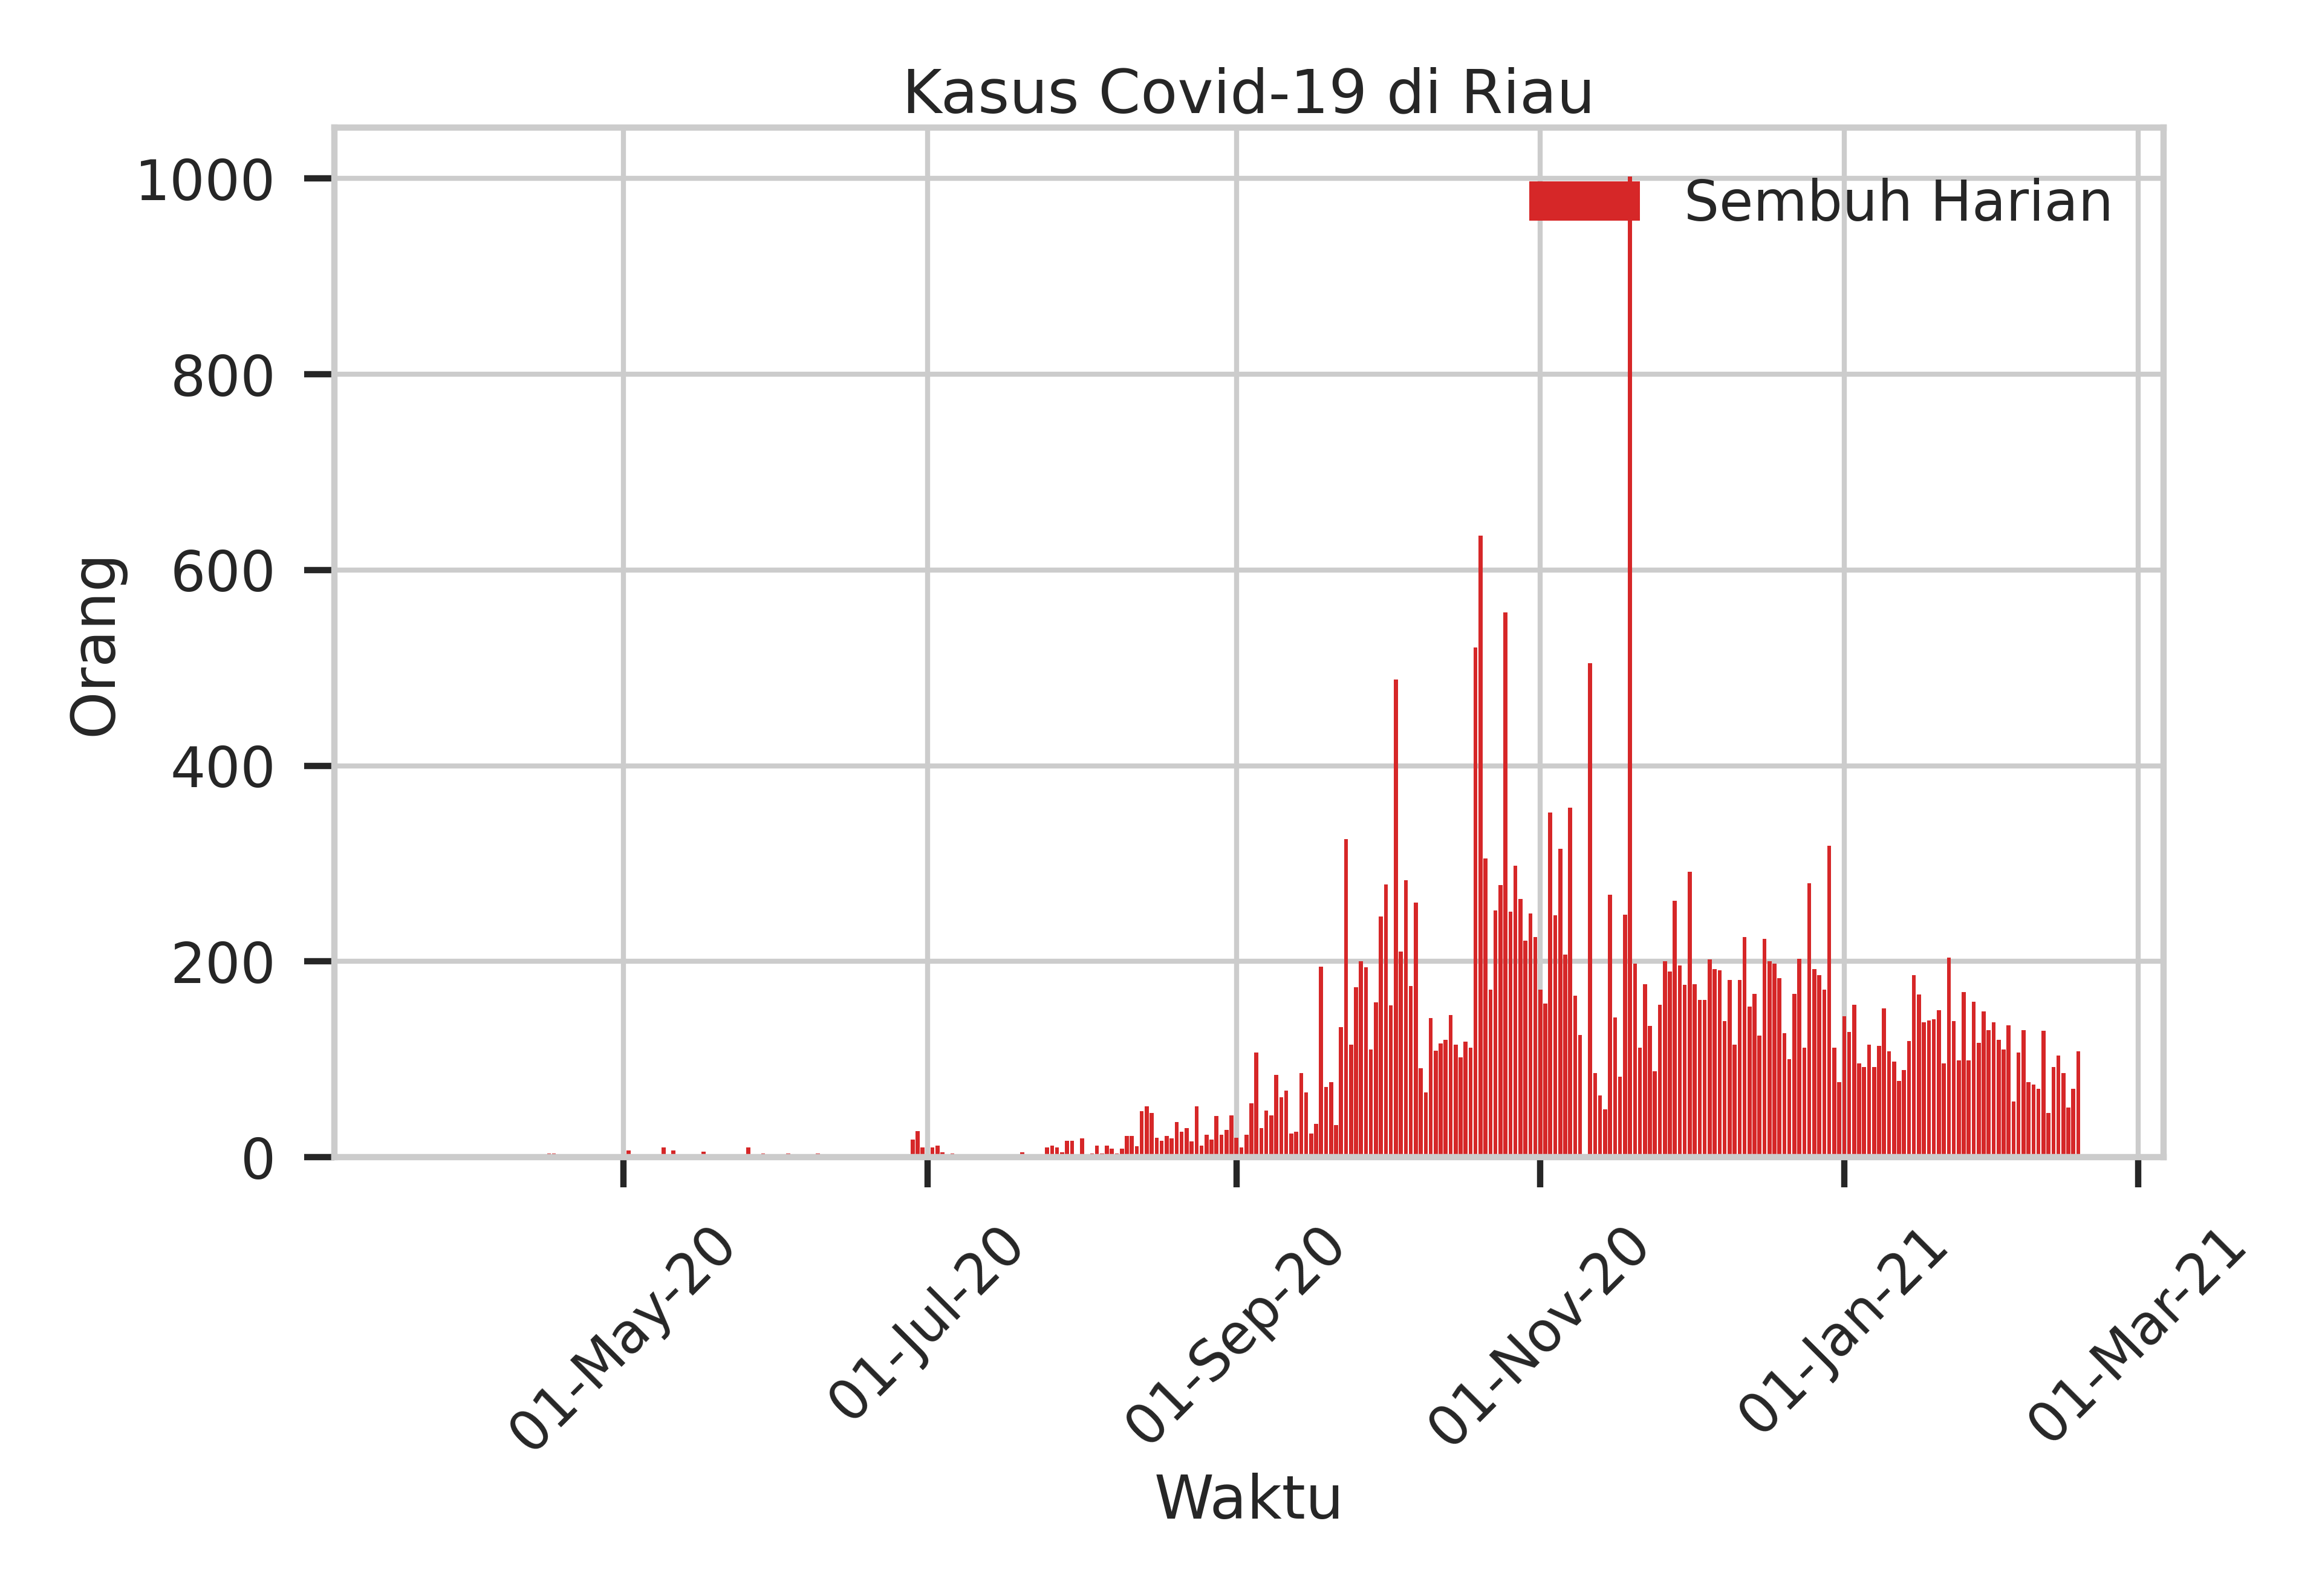 Kasus Covid-19 di Riau
Sembuh Harian
1000
800
600
400
200
0
Orang
01-May-20
01-Jul-20
01-Sep-20
01-Nov-20
01-Jan-21
01-Mar-21
Waktu